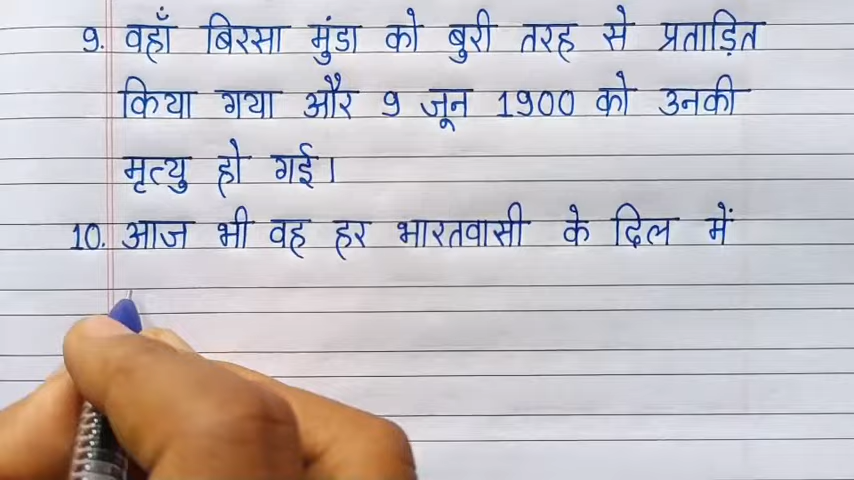 9. वहाँ बिरसा मुंडा को बुरी तरह से प्रताड़ित
किया गया और 9 जून 1900 को उनकी
मृत्यु हो गई।
10. आज भी वह हर भारतवासी के दिल में